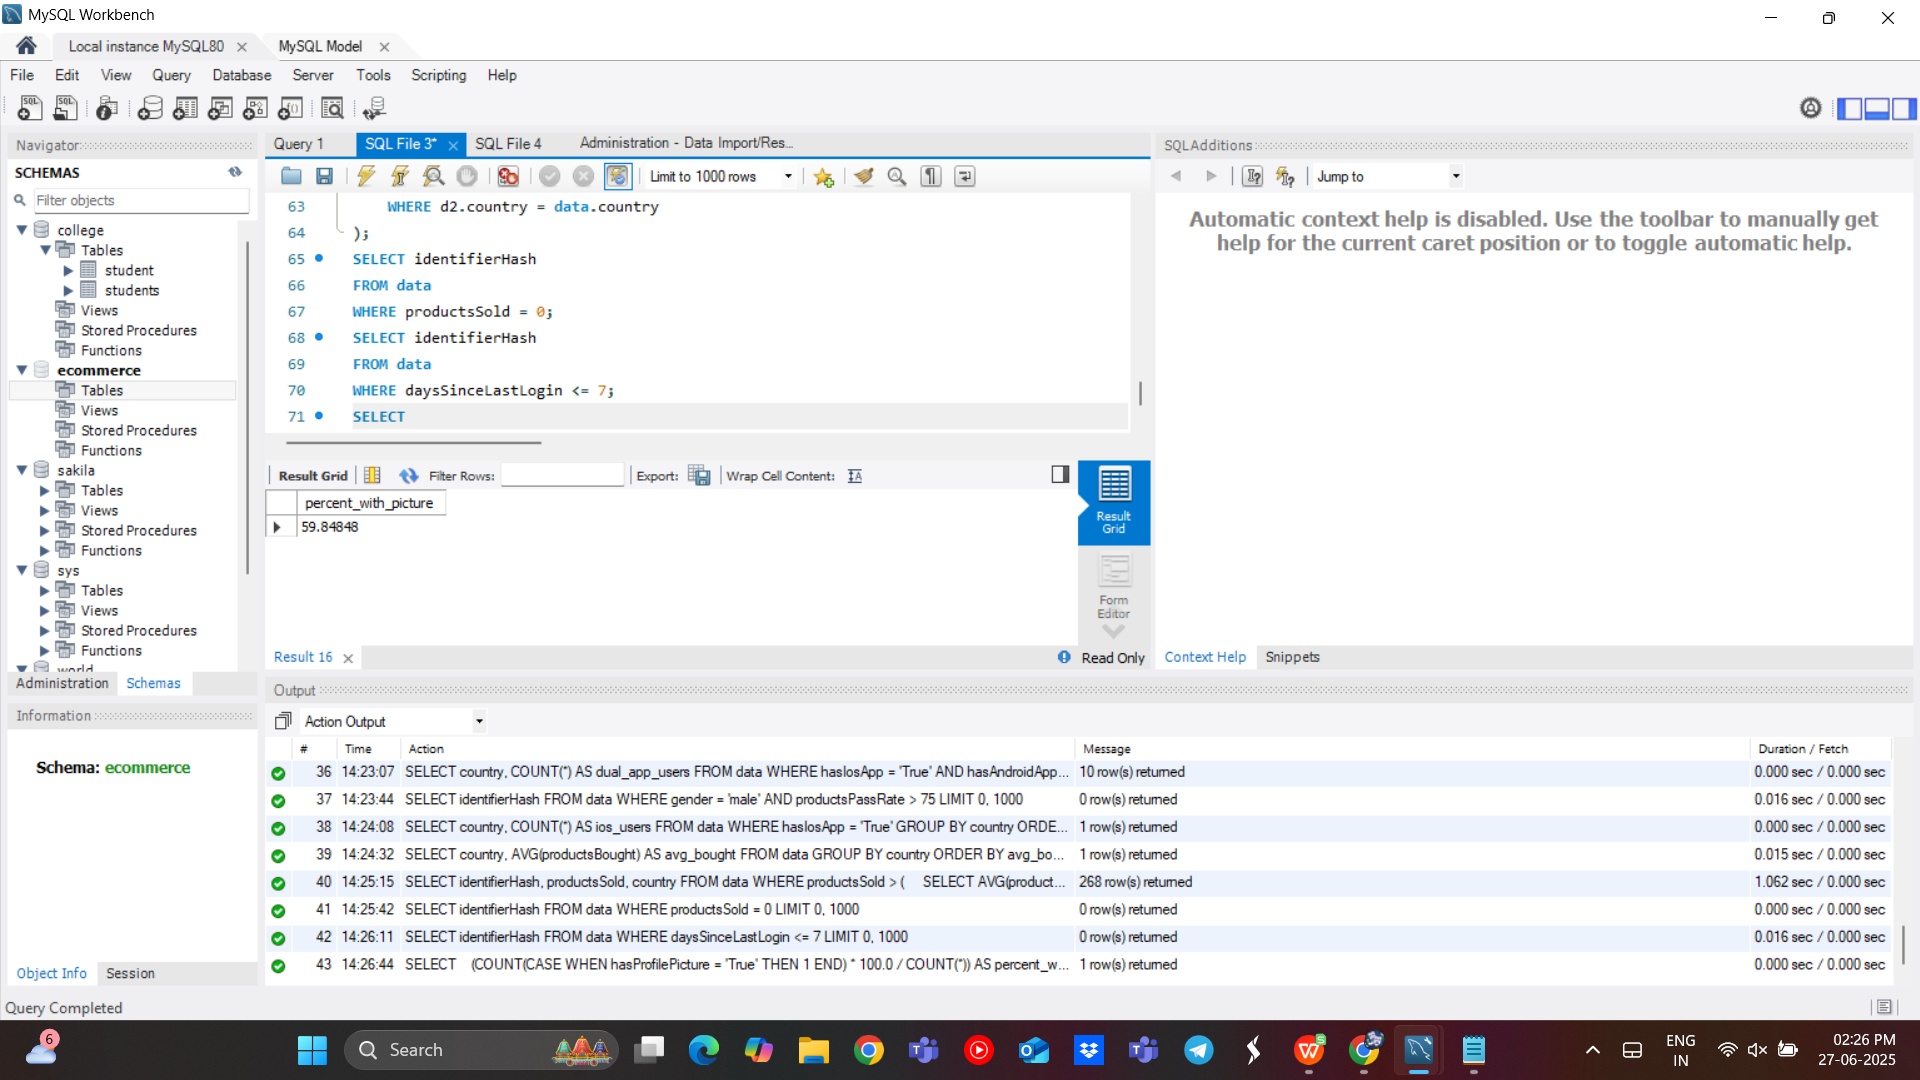 MySQL Workbench
Local instance MySQL80
MySQL Model
File Edit View Query Database Server Tools Scripting Help
Navigator
SCHEMAS
Filter objects
college
Tables
student
students
Views
Stored Procedures
Functions
ecommerce
Tables
Views
Stored Procedures
Functions
sakila
Tables
Views
Stored Procedures
Functions
sys
Tables
Views
Stored Procedures
Functions
world
Administration Schemas
Information
Schema: ecommerce
Object Info Session
Query Completed
Query 1 SQL File 3* SQL File 4 Administration - Data Import/Res...
Limit to 1000 rows
63 WHERE d2.country = data.country
64 );
65 SELECT identifierHash
66 FROM data
67 WHERE productsSold = 0;
68 SELECT identifierHash
69 FROM data
70 WHERE daysSinceLastLogin <= 7;
71 SELECT
Result Grid Filter Rows: Export: Wrap Cell Content:
percent_with_picture
59.84848
Result Grid
Form Editor
Result 16
Read Only
SQLAdditions
Jump to
Automatic context help is disabled. Use the toolbar to manually get
help for the current caret position or to toggle automatic help.
Context Help Snippets
Output
Action Output
# Time Action Message Duration / Fetch
36 14:23:07 SELECT country, COUNT(*) AS dual_app_users FROM data WHERE hasIosApp = 'True' AND hasAndroidApp... 10 row(s) returned 0.000 sec / 0.000 sec
37 14:23:44 SELECT identifierHash FROM data WHERE gender = 'male' AND productsPassRate > 75 LIMIT 0, 1000 0 row(s) returned 0.016 sec / 0.000 sec
38 14:24:08 SELECT country, COUNT(*) AS ios_users FROM data WHERE hasIosApp = 'True' GROUP BY country ORDE... 1 row(s) returned 0.000 sec / 0.000 sec
39 14:24:32 SELECT country, AVG(productsBought) AS avg_bought FROM data GROUP BY country ORDER BY avg_bo... 1 row(s) returned 0.015 sec / 0.000 sec
40 14:25:15 SELECT identifierHash, productsSold, country FROM data WHERE productsSold > ( SELECT AVG(product... 268 row(s) returned 1.062 sec / 0.000 sec
41 14:25:42 SELECT identifierHash FROM data WHERE productsSold = 0 LIMIT 0, 1000 0 row(s) returned 0.000 sec / 0.000 sec
42 14:26:11 SELECT identifierHash FROM data WHERE daysSinceLastLogin <= 7 LIMIT 0, 1000 0 row(s) returned 0.016 sec / 0.000 sec
43 14:26:44 SELECT (COUNT(CASE WHEN hasProfilePicture = 'True' THEN 1 END) * 100.0 / COUNT(*)) AS percent_w... 1 row(s) returned 0.000 sec / 0.000 sec
6
Search
ENG
IN
02:26 PM
27-06-2025